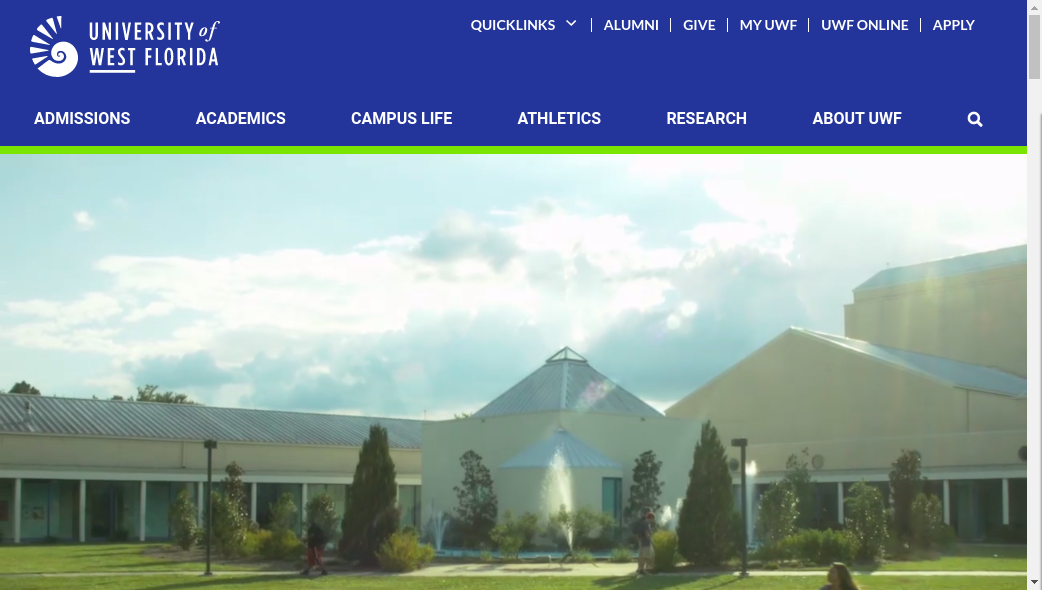 UNIVERSITY of
WEST FLORIDA
QUICKLINKS
ALUMNI
GIVE
MY UWF
UWF ONLINE
APPLY
ADMISSIONS
ACADEMICS
CAMPUS LIFE
ATHLETICS
RESEARCH
ABOUT UWF